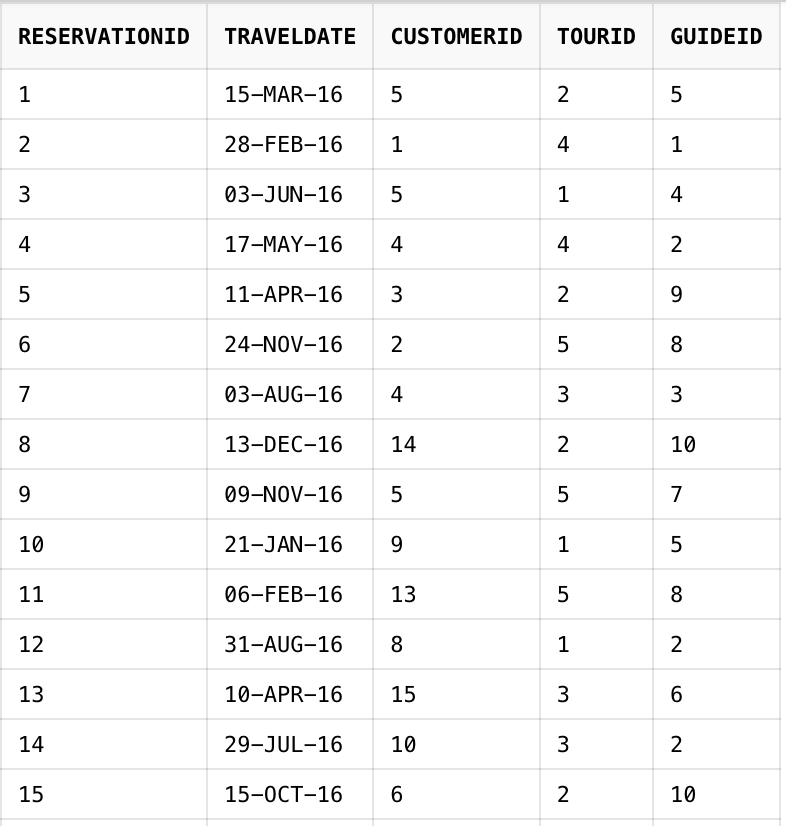 RESERVATIONID TRAVELDATE CUSTOMERID TOURID GUIDEID
1 15-MAR-16 5 2 5
2 28-FEB-16 1 4 1
3 03-JUN-16 5 1 4
4 17-MAY-16 4 4 2
5 11-APR-16 3 2 9
6 24-NOV-16 2 5 8
7 03-AUG-16 4 3 3
8 13-DEC-16 14 2 10
9 09-NOV-16 5 5 7
10 21-JAN-16 9 1 5
11 06-FEB-16 13 5 8
12 31-AUG-16 8 1 2
13 10-APR-16 15 3 6
14 29-JUL-16 10 3 2
15 15-OCT-16 6 2 10